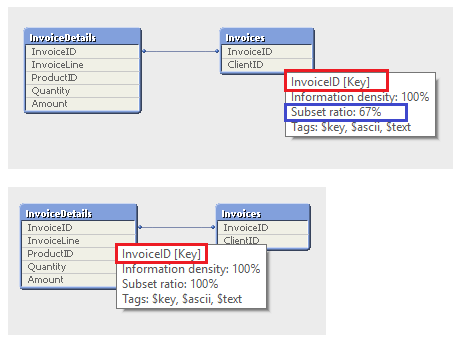 InvoiceDetails
InvoiceID
InvoiceLine
ProductID
Quantity
Amount
Invoices
InvoiceID
ClientID
InvoiceID [Key]
Information density: 100%
Subset ratio: 67%
Tags: $key, $ascii, $text
InvoiceDetails
InvoiceID
InvoiceLine
ProductID
Quantity
Amount
Invoices
InvoiceID
ClientID
InvoiceID [Key]
Information density: 100%
Subset ratio: 100%
Tags: $key, $ascii, $text